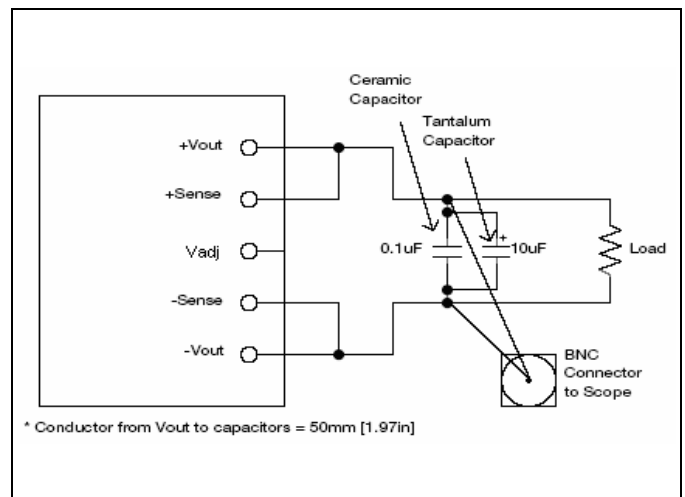 Ceramic
Capacitor
Tantalum
Capacitor
+Vout
+Sense
Vadj
-Sense
-Vout
0.1uF
+
10uF
Load
BNC
Connector
to Scope
* Conductor from Vout to capacitors = 50mm [1.97in]